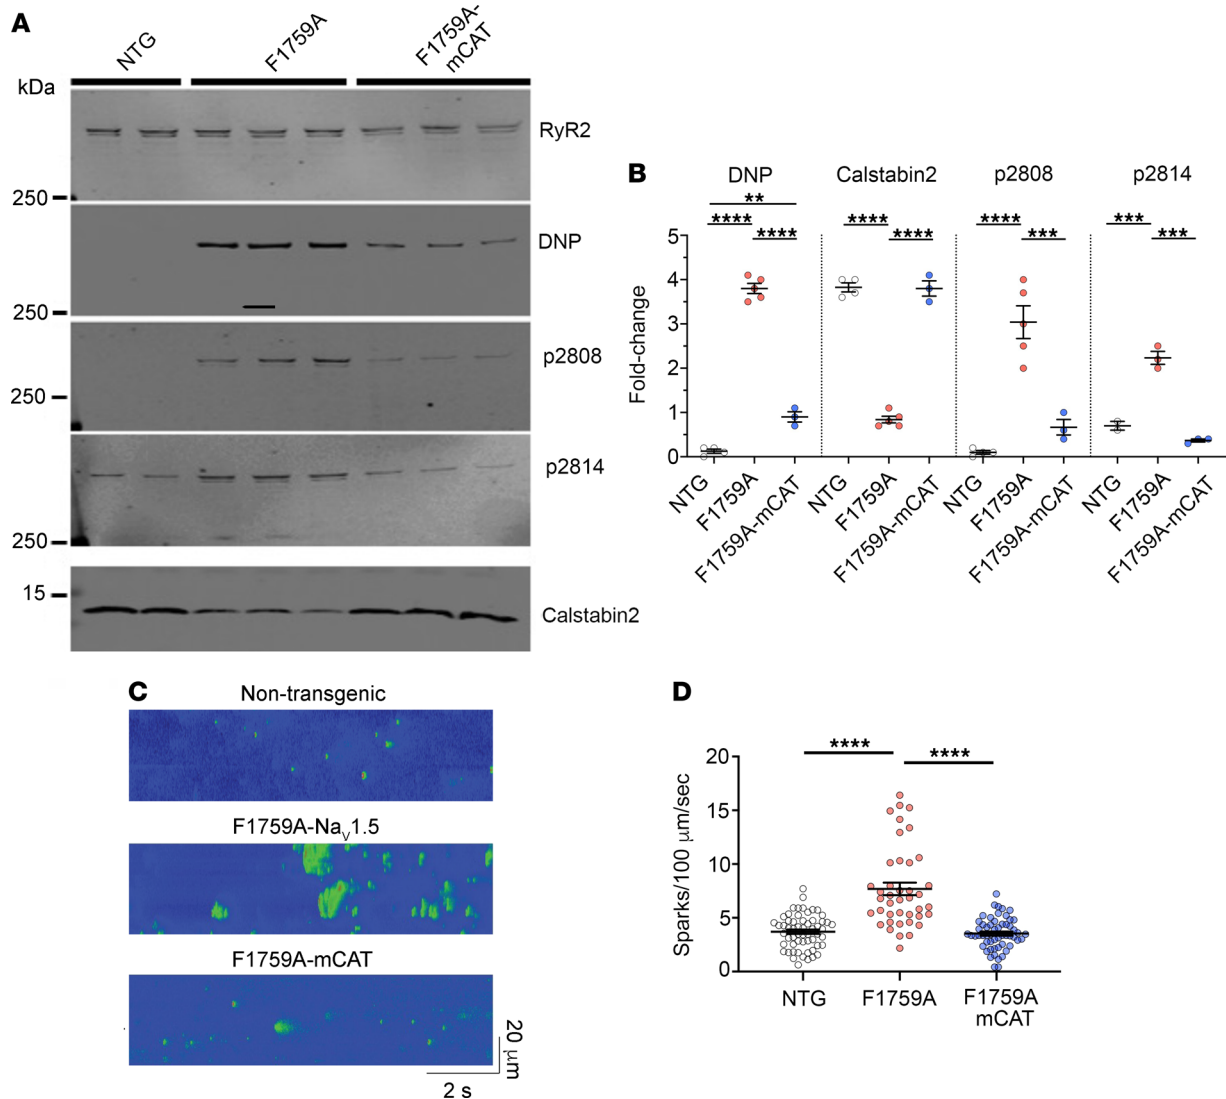 A
NTG
F1759A
F1759A-
mCAT
kDa
RyR2
250
DNP
250
p2808
250
p2814
250
15
Calstabin2
B
DNP
Calstabin2
p2808
p2814
**
**** **** **** **** **** *** *** ***
Fold-change
5
4
3
2
1
0
NTG
F1759A
F1759A-mCAT
NTG
F1759A
F1759A-mCAT
NTG
F1759A
F1759A-mCAT
NTG
F1759A
F1759A-mCAT
C
Non-transgenic
F1759A-NaV1.5
F1759A-mCAT
20 µm
2 s
D
**** ****
Sparks/100 µm/sec
20
15
10
5
0
NTG
F1759A
F1759A
mCAT